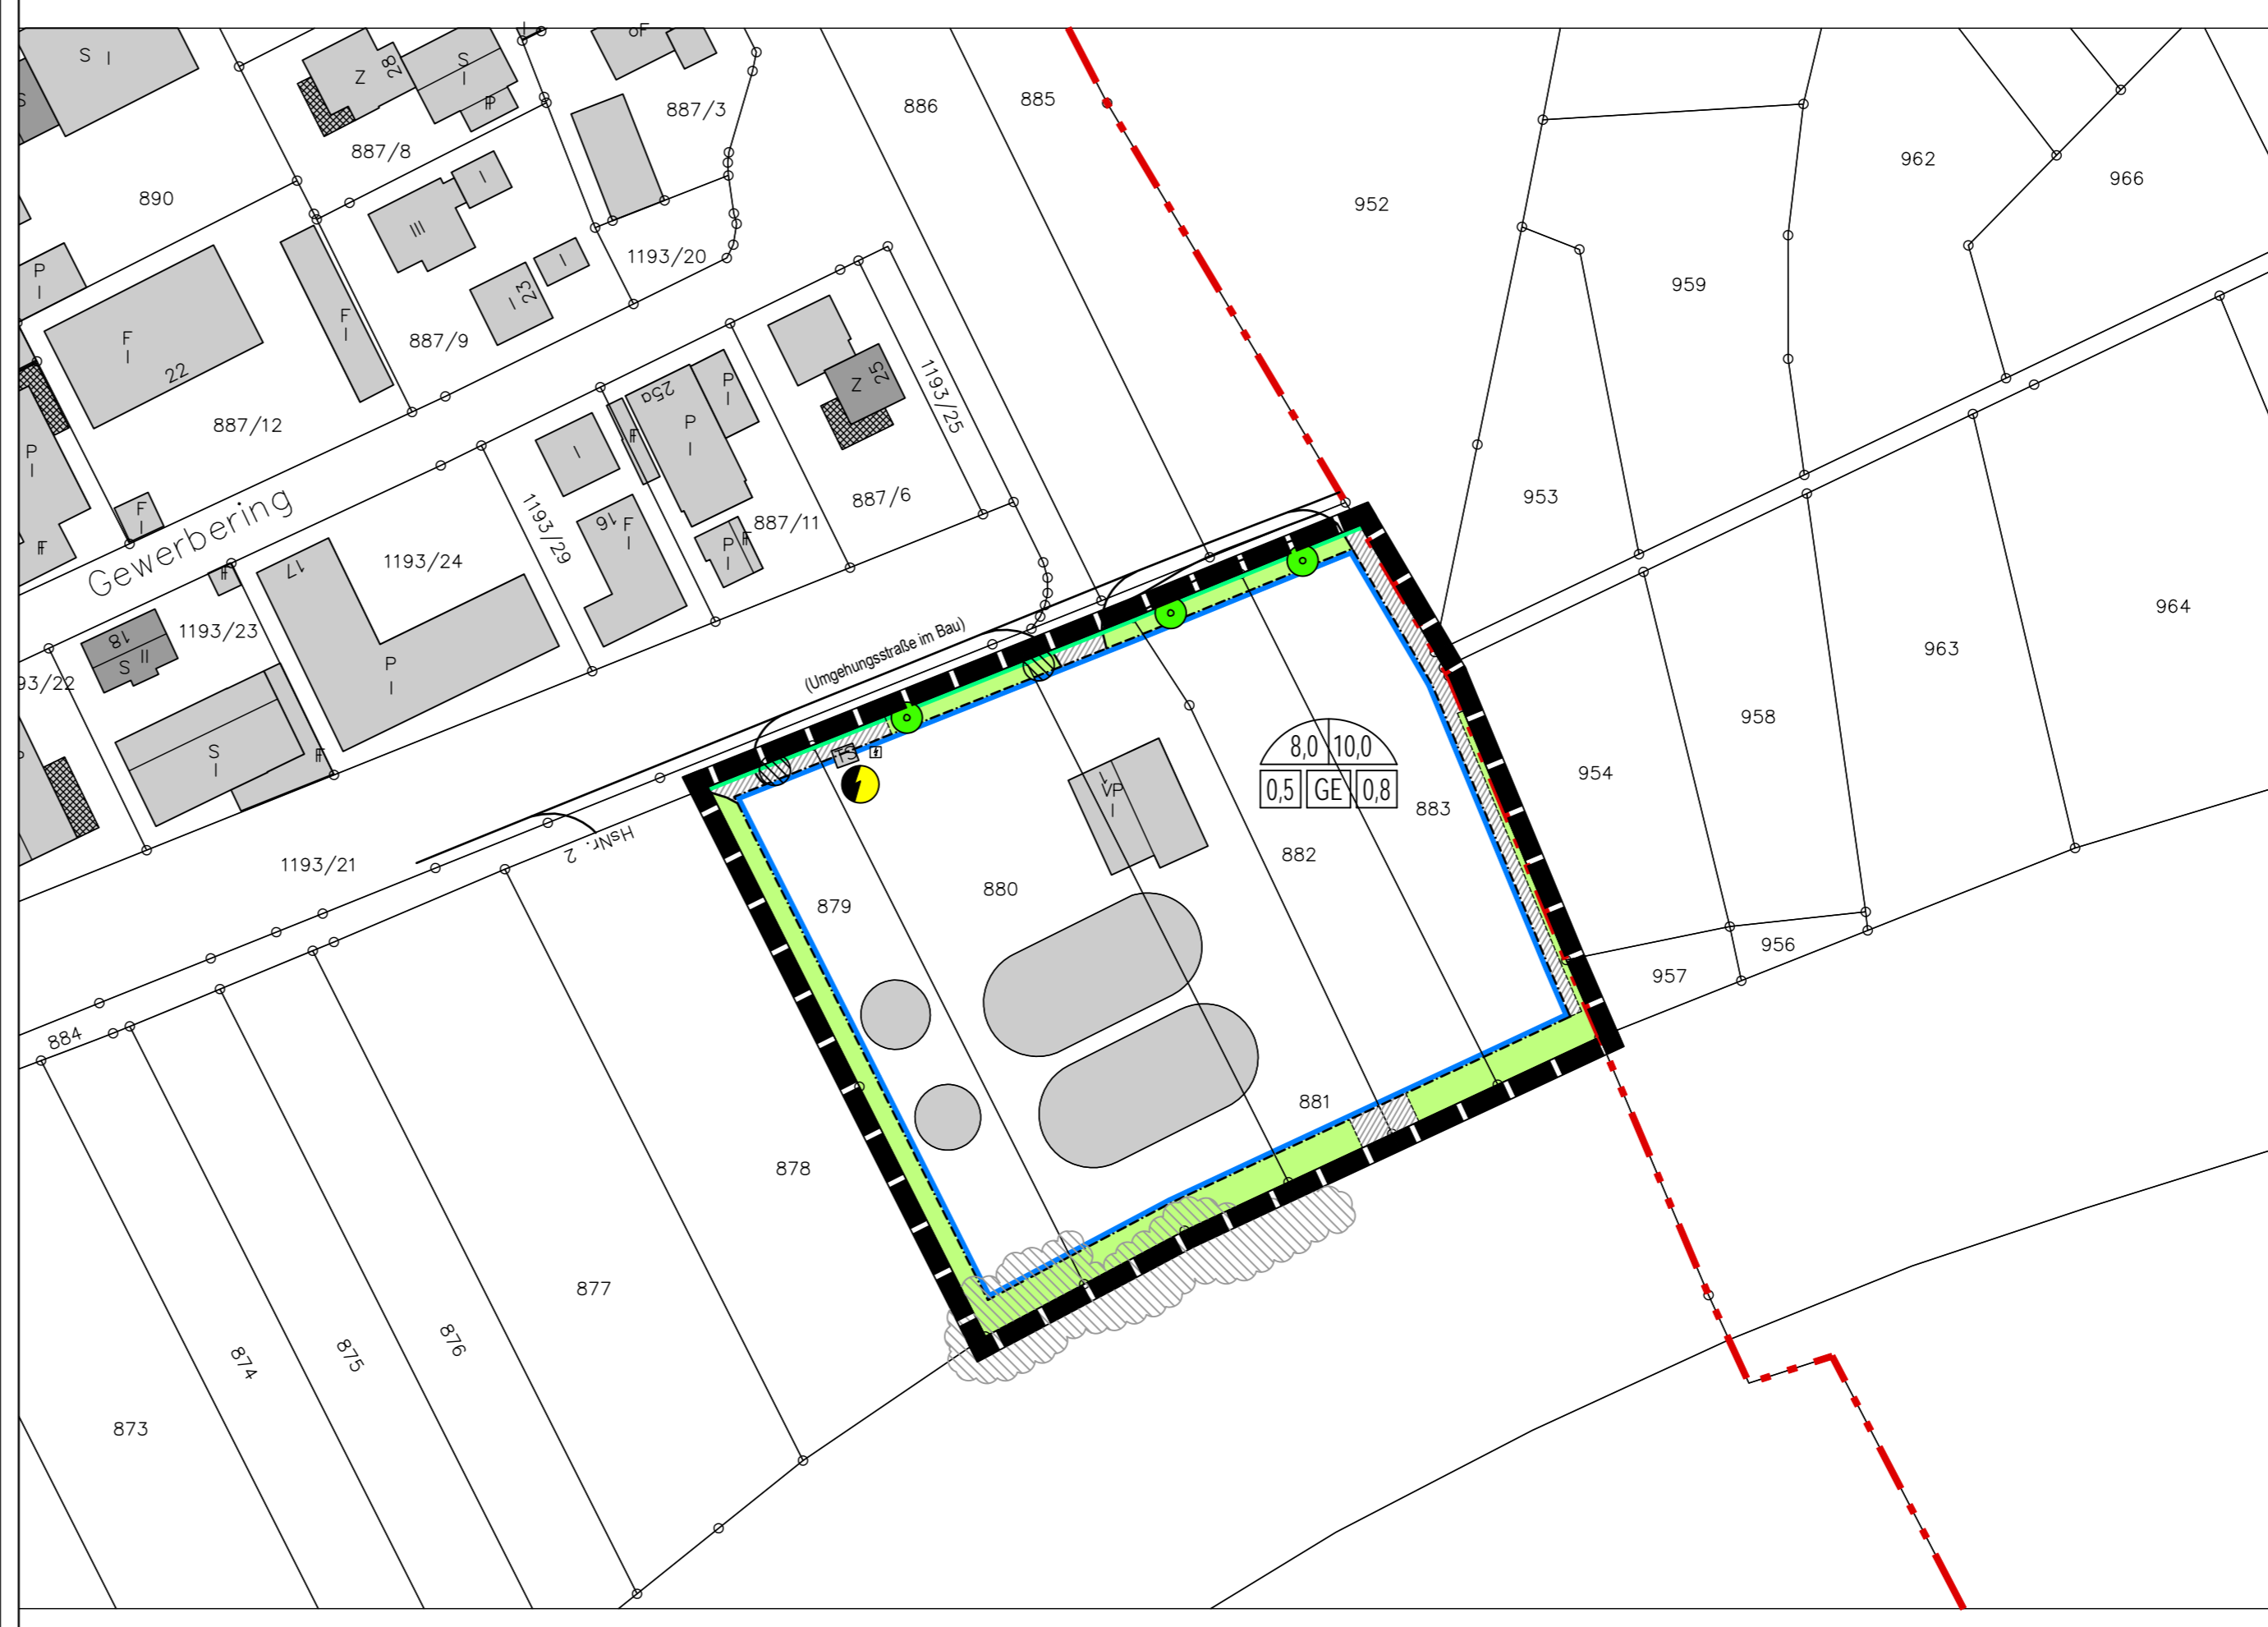 S I
Z
28
S
I
oF
887/3
886
885
P
887/8
890
III
I
962
966
952
1193/20
959
I
23
P
I
F
I
22
F
I
887/9
Z
25
1193/25
25a
P
I
P
I
887/12
I
F
887/6
953
P
I
F
I
Gewerbering
1193/29
16
F
I
887/11
P
I
F
17
1193/24
F
F
18
S
II
1193/23
P
I
(Umgehungsstraße im Bau)
964
963
93/22
958
S
I
F
TS
8,0 10,0
0,5 GE 0,8
954
1
VP
I
883
HsNr. 2
1193/21
882
880
879
956
957
884
881
878
877
876
875
874
873